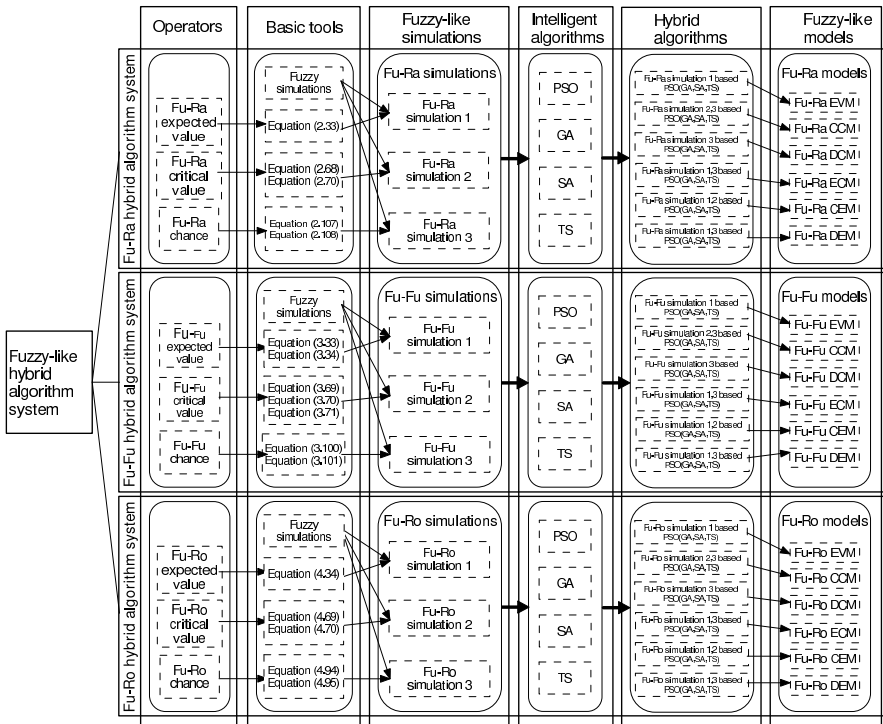 Operators
Basic tools
Fuzzy-like
simulations
Intelligent
algorithms
Hybrid
algorithms
Fuzzy-like
models
Fuzzy-like
hybrid
algorithm
system
Fu-Ra hybrid algorithm system
Fu-Ra
expected
value
Fu-Ra
critical
value
Fu-Ra
chance
Fuzzy
simulations
Equation (2.33)
Equation (2.68)
Equation (2.70)
Equation (2.107)
Equation (2.108)
Fu-Ra simulations
Fu-Ra
simulation 1
Fu-Ra
simulation 2
Fu-Ra
simulation 3
PSO
GA
SA
TS
Fu-Ra simulation 1 based
PSO(GA,SA,TS)
Fu-Ra simulation 2,3 based
PSO(GA,SA,TS)
Fu-Ra simulation 3 based
PSO(GA,SA,TS)
Fu-Ra simulation 1,3 based
PSO(GA,SA,TS)
Fu-Ra simulation 1,2 based
PSO(GA,SA,TS)
Fu-Ra simulation 1,3 based
PSO(GA,SA,TS)
Fu-Ra models
Fu-Ra EVM
Fu-Ra CCM
Fu-Ra DCM
Fu-Ra ECM
Fu-Ra CEM
Fu-Ra DEM
Fu-Fu hybrid algorithm system
Fu-Fu
expected
value
Fu-Fu
critical
value
Fu-Fu
chance
Fuzzy
simulations
Equation (3.33)
Equation (3.34)
Equation (3.69)
Equation (3.70)
Equation (3.71)
Equation (3.100)
Equation (3.101)
Fu-Fu simulations
Fu-Fu
simulation 1
Fu-Fu
simulation 2
Fu-Fu
simulation 3
PSO
GA
SA
TS
Fu-Fu simulation 1 based
PSO(GA,SA,TS)
Fu-Fu simulation 2,3 based
PSO(GA,SA,TS)
Fu-Fu simulation 3 based
PSO(GA,SA,TS)
Fu-Fu simulation 1,3 based
PSO(GA,SA,TS)
Fu-Fu simulation 1,2 based
PSO(GA,SA,TS)
Fu-Fu simulation 1,3 based
PSO(GA,SA,TS)
Fu-Fu models
Fu-Fu EVM
Fu-Fu CCM
Fu-Fu DCM
Fu-Fu ECM
Fu-Fu CEM
Fu-Fu DEM
Fu-Ro hybrid algorithm system
Fu-Ro
expected
value
Fu-Ro
critical
value
Fu-Ro
chance
Fuzzy
simulations
Equation (4.34)
Equation (4.69)
Equation (4.70)
Equation (4.94)
Equation (4.95)
Fu-Ro simulations
Fu-Ro
simulation 1
Fu-Ro
simulation 2
Fu-Ro
simulation 3
PSO
GA
SA
TS
Fu-Ro simulation 1 based
PSO(GA,SA,TS)
Fu-Ro simulation 2,3 based
PSO(GA,SA,TS)
Fu-Ro simulation 3 based
PSO(GA,SA,TS)
Fu-Ro simulation 1,3 based
PSO(GA,SA,TS)
Fu-Ro simulation 1,2 based
PSO(GA,SA,TS)
Fu-Ro simulation 1,3 based
PSO(GA,SA,TS)
Fu-Ro models
Fu-Ro EVM
Fu-Ro CCM
Fu-Ro DCM
Fu-Ro ECM
Fu-Ro CEM
Fu-Ro DEM